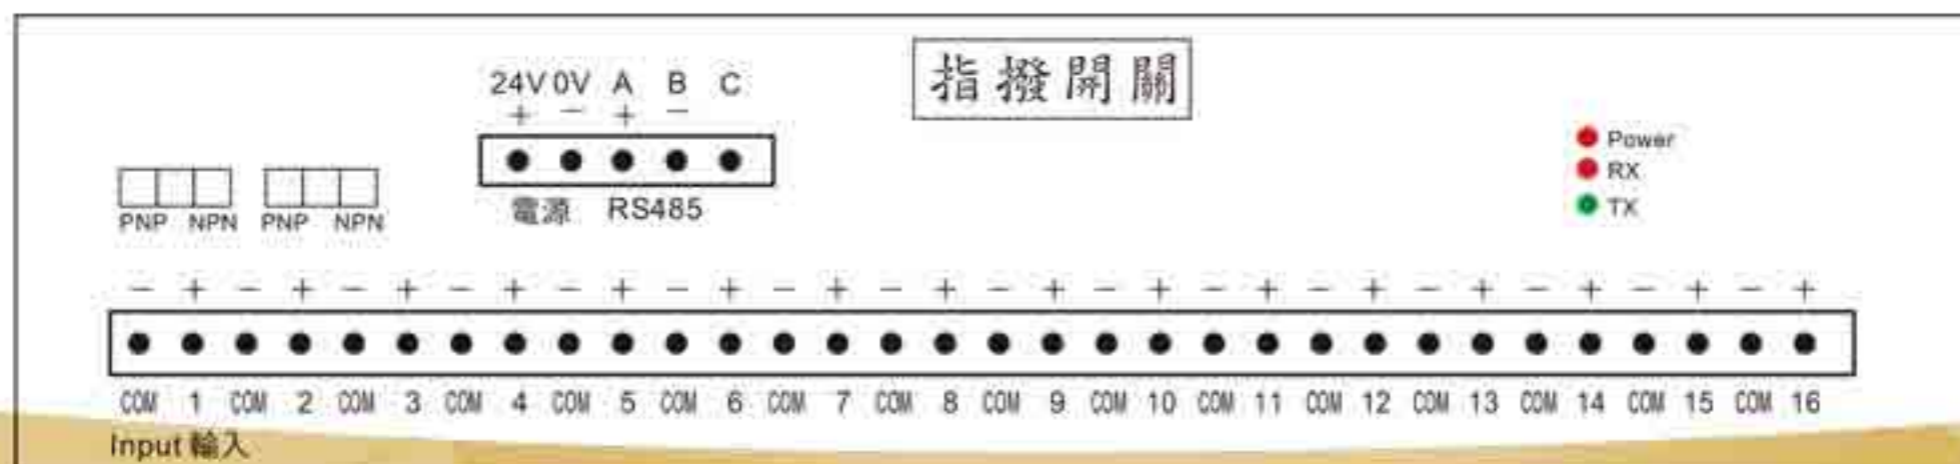 指撥開關
24V 0V A B C
+ − + −
Power
RX
TX
PNP NPN PNP NPN
電源 RS485
− + − + − + − + − + − + − + − + − + − + − + − + − + − + − + − +
COM 1 COM 2 COM 3 COM 4 COM 5 COM 6 COM 7 COM 8 COM 9 COM 10 COM 11 COM 12 COM 13 COM 14 COM 15 COM 16
Input 輸入